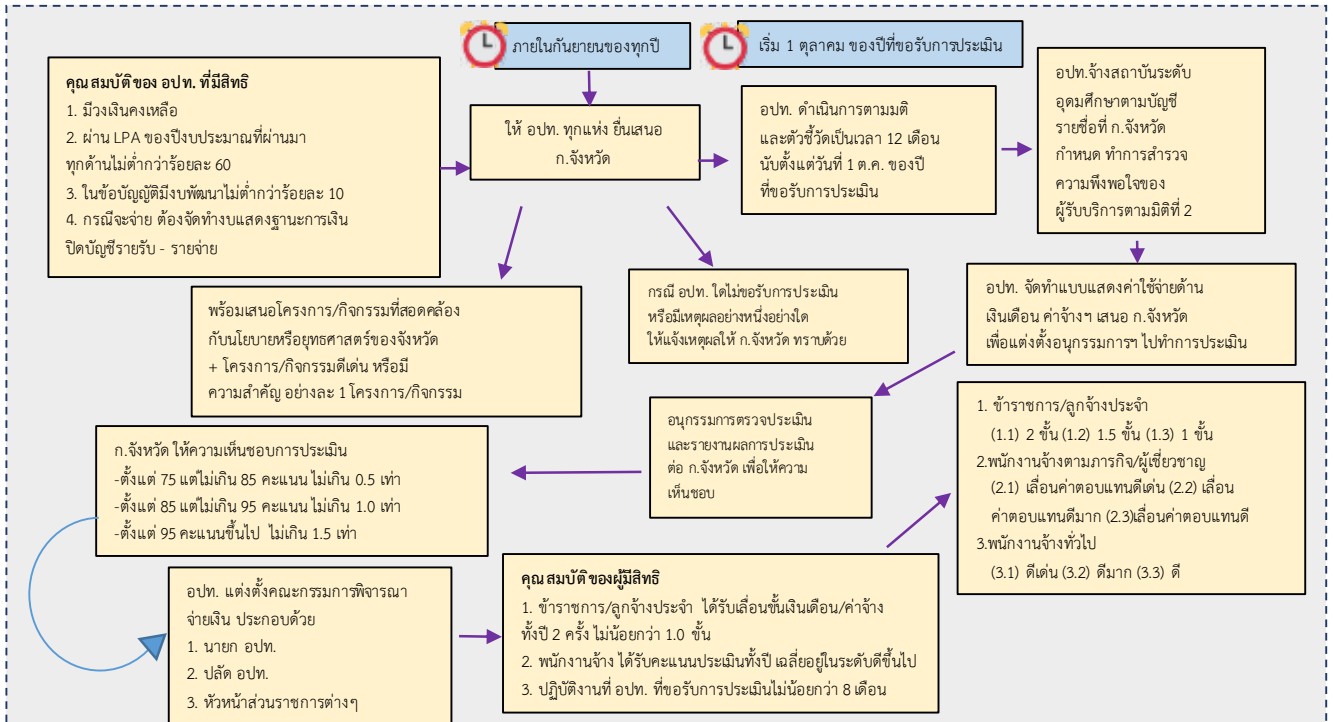 ภายในกันยายนของทุกปี
เริ่ม 1 ตุลาคม ของปีที่ขอรับการประเมิน
คุณสมบัติของ อปท. ที่มีสิทธิ
1. มีวงเงินคงเหลือ
2. ผ่าน LPA ของปีงบประมาณที่ผ่านมา
ทุกด้านไม่ต่ำกว่าร้อยละ 60
3. ในข้อบัญญัติมีงบพัฒนาไม่ต่ำกว่าร้อยละ 10
4. กรณีจะจ่าย ต้องจัดทำงบแสดงฐานะการเงิน
ปิดบัญชีรายรับ - รายจ่าย
ให้ อปท. ทุกแห่ง ยื่นเสนอ
ก.จังหวัด
อปท. ดำเนินการตามมติ
และตัวชี้วัดเป็นเวลา 12 เดือน
นับตั้งแต่วันที่ 1 ต.ค. ของปี
ที่ขอรับการประเมิน
อปท.จ้างสถาบันระดับ
อุดมศึกษาตามบัญชี
รายชื่อที่ ก.จังหวัด
กำหนด ทำการสำรวจ
ความพึงพอใจของ
ผู้รับบริการตามมิติที่ 2
พร้อมเสนอโครงการ/กิจกรรมที่สอดคล้อง
กับนโยบายหรือยุทธศาสตร์ของจังหวัด
+ โครงการ/กิจกรรมดีเด่น หรือมี
ความสำคัญ อย่างละ 1 โครงการ/กิจกรรม
กรณี อปท. ใดไม่ขอรับการประเมิน
หรือมีเหตุผลอย่างหนึ่งอย่างใด
ให้แจ้งเหตุผลให้ ก.จังหวัด ทราบด้วย
อปท. จัดทำแบบแสดงค่าใช้จ่ายด้าน
เงินเดือน ค่าจ้างฯ เสนอ ก.จังหวัด
เพื่อแต่งตั้งอนุกรรมการฯ ไปทำการประเมิน
อนุกรรมการตรวจประเมิน
และรายงานผลการประเมิน
ต่อ ก.จังหวัด เพื่อให้ความ
เห็นชอบ
ก.จังหวัด ให้ความเห็นชอบการประเมิน
-ตั้งแต่ 75 แต่ไม่เกิน 85 คะแนน ไม่เกิน 0.5 เท่า
-ตั้งแต่ 85 แต่ไม่เกิน 95 คะแนน ไม่เกิน 1.0 เท่า
-ตั้งแต่ 95 คะแนนขึ้นไป ไม่เกิน 1.5 เท่า
อปท. แต่งตั้งคณะกรรมการพิจารณา
จ่ายเงิน ประกอบด้วย
1. นายก อปท.
2. ปลัด อปท.
3. หัวหน้าส่วนราชการต่างๆ
คุณสมบัติของผู้มีสิทธิ
1. ข้าราชการ/ลูกจ้างประจำ ได้รับเลื่อนขั้นเงินเดือน/ค่าจ้าง
ทั้งปี 2 ครั้ง ไม่น้อยกว่า 1.0 ขั้น
2. พนักงานจ้าง ได้รับคะแนนประเมินทั้งปี เฉลี่ยอยู่ในระดับดีขึ้นไป
3. ปฏิบัติงานที่ อปท. ที่ขอรับการประเมินไม่น้อยกว่า 8 เดือน
1. ข้าราชการ/ลูกจ้างประจำ
(1.1) 2 ขั้น (1.2) 1.5 ขั้น (1.3) 1 ขั้น
2.พนักงานจ้างตามภารกิจ/ผู้เชี่ยวชาญ
(2.1) เลื่อนค่าตอบแทนดีเด่น (2.2) เลื่อน
ค่าตอบแทนดีมาก (2.3)เลื่อนค่าตอบแทนดี
3.พนักงานจ้างทั่วไป
(3.1) ดีเด่น (3.2) ดีมาก (3.3) ดี